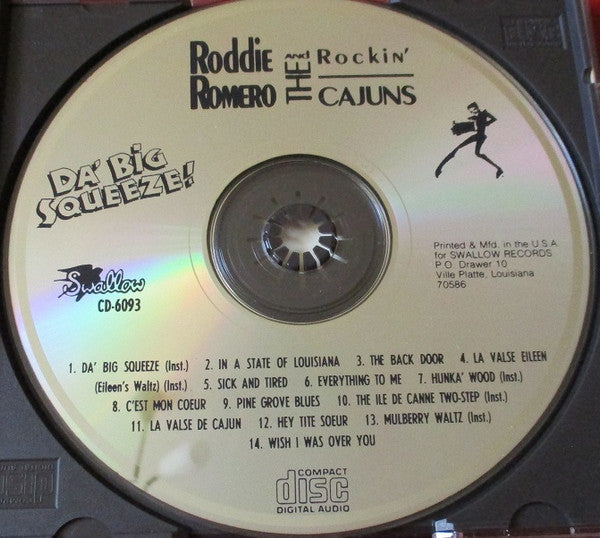 Roddie ROMERO and THE Rockin' CAJUNS
DA' BIG
SQUEEZE!
Swallow
CD-6093
Printed & Mfd. in the U.S.A.
for SWALLOW RECORDS
P.O. Drawer 10
Ville Platte, Louisiana
70586
1. DA' BIG SQUEEZE (Inst.) 2. IN A STATE OF LOUISIANA 3. THE BACK DOOR 4. LA VALSE EILEEN
(Eileen's Waltz) (Inst.) 5. SICK AND TIRED 6. EVERYTHING TO ME 7. HUNKA' WOOD (Inst.)
8. C'EST MON COEUR 9. PINE GROVE BLUES 10. THE ILE DE CANNE TWO-STEP (Inst.)
11. LA VALSE DE CAJUN 12. HEY TITE SOEUR 13. MULBERRY WALTZ (Inst.)
14. WISH I WAS OVER YOU
COMPACT
disc
DIGITAL AUDIO